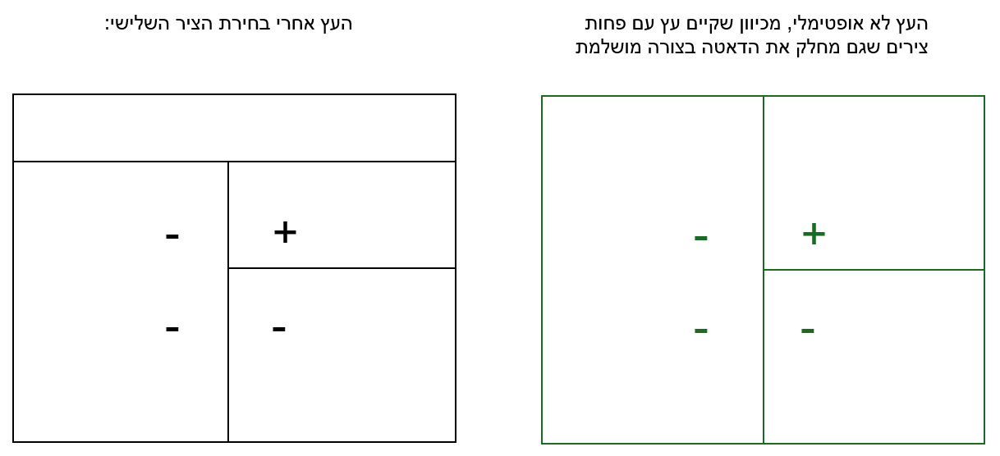 העץ לא אופטימלי, מכיוון שקיים עץ עם פחות
צירים שגם מחלק את הדאטה בצורה מושלמת
העץ אחרי בחירת הציר השלישי:
- +
- -
- +
- -